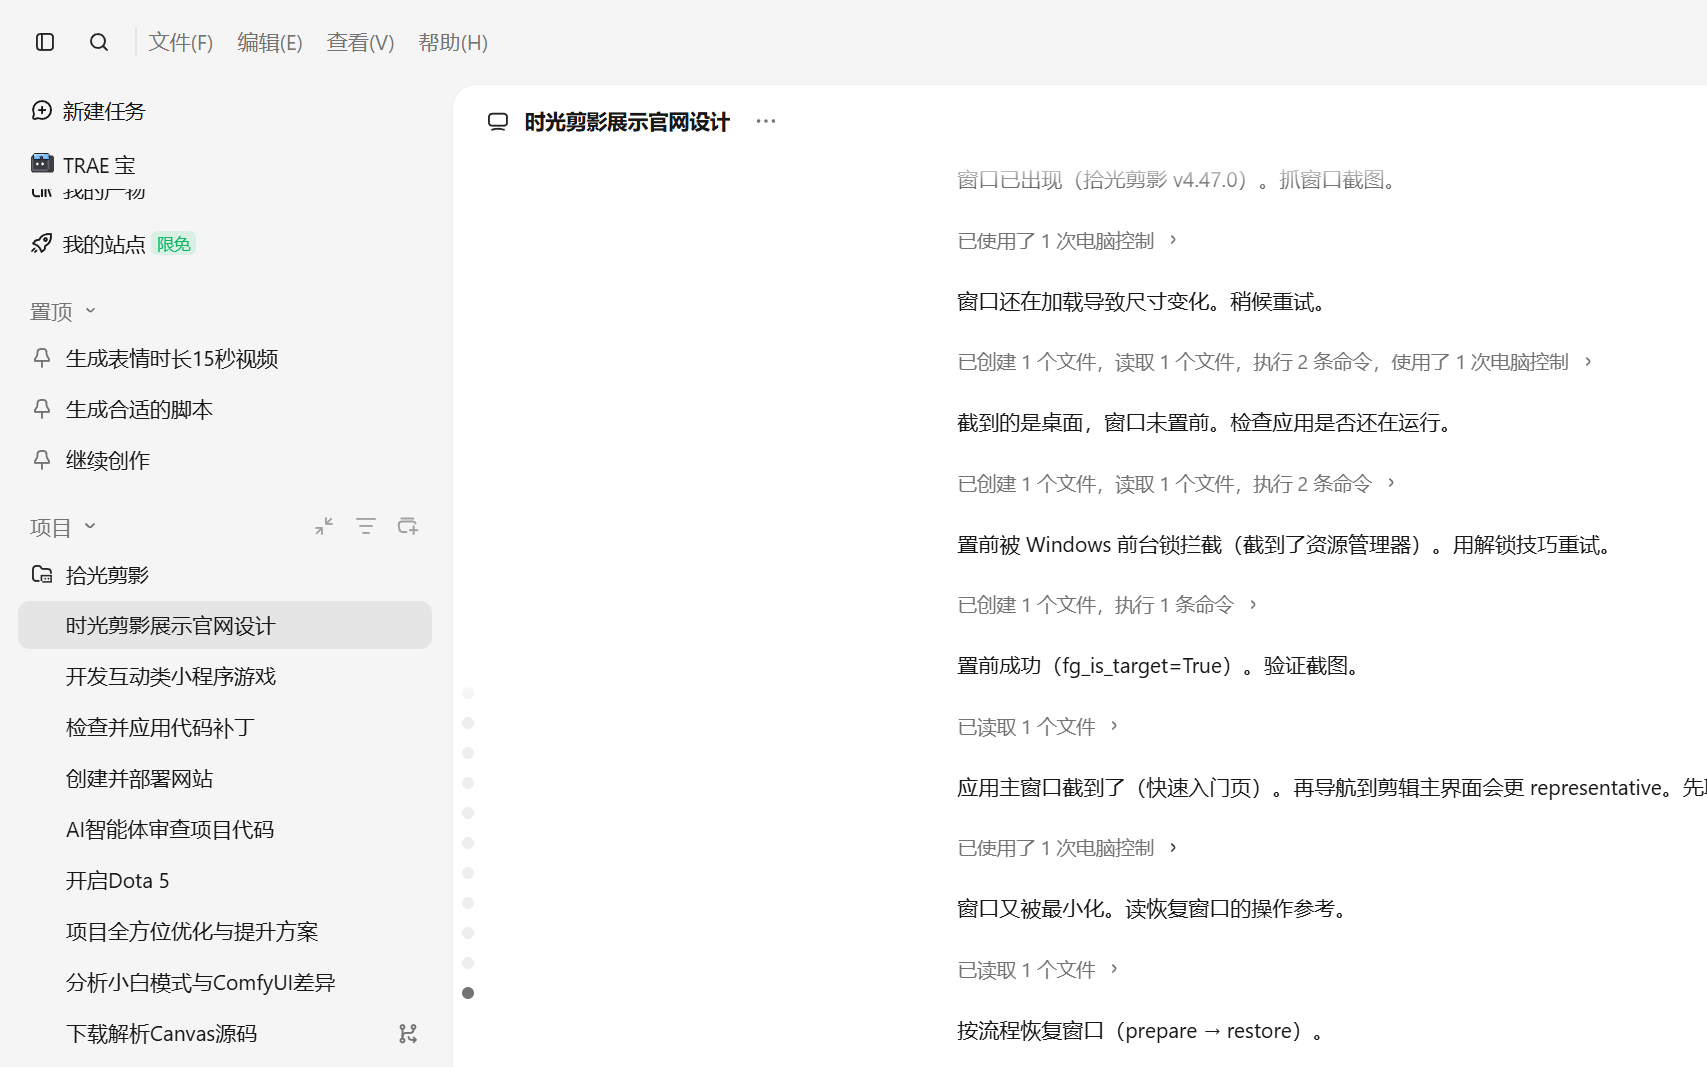 文件(F) 编辑(E) 查看(V) 帮助(H)
新建任务
TRAE 宝
我的产物
我的站点 限免
置顶
生成表情时长15秒视频
生成合适的脚本
继续创作
项目
拾光剪影
时光剪影展示官网设计
开发互动类小程序游戏
检查并应用代码补丁
创建并部署网站
AI智能体审查项目代码
开启Dota 5
项目全方位优化与提升方案
分析小白模式与ComfyUI差异
下载解析Canvas源码
时光剪影展示官网设计 ···
窗口已出现（拾光剪影 v4.47.0）。抓窗口截图。
已使用了 1 次电脑控制
窗口还在加载导致尺寸变化。稍候重试。
已创建 1 个文件，读取 1 个文件，执行 2 条命令，使用了 1 次电脑控制
截到的是桌面，窗口未置前。检查应用是否还在运行。
已创建 1 个文件，读取 1 个文件，执行 2 条命令
置前被 Windows 前台锁拦截（截到了资源管理器）。用解锁技巧重试。
已创建 1 个文件，执行 1 条命令
置前成功（fg_is_target=True）。验证截图。
已读取 1 个文件
应用主窗口截到了（快速入门页）。再导航到剪辑主界面会更 representative。先
已使用了 1 次电脑控制
窗口又被最小化。读恢复窗口的操作参考。
已读取 1 个文件
按流程恢复窗口（prepare → restore）。